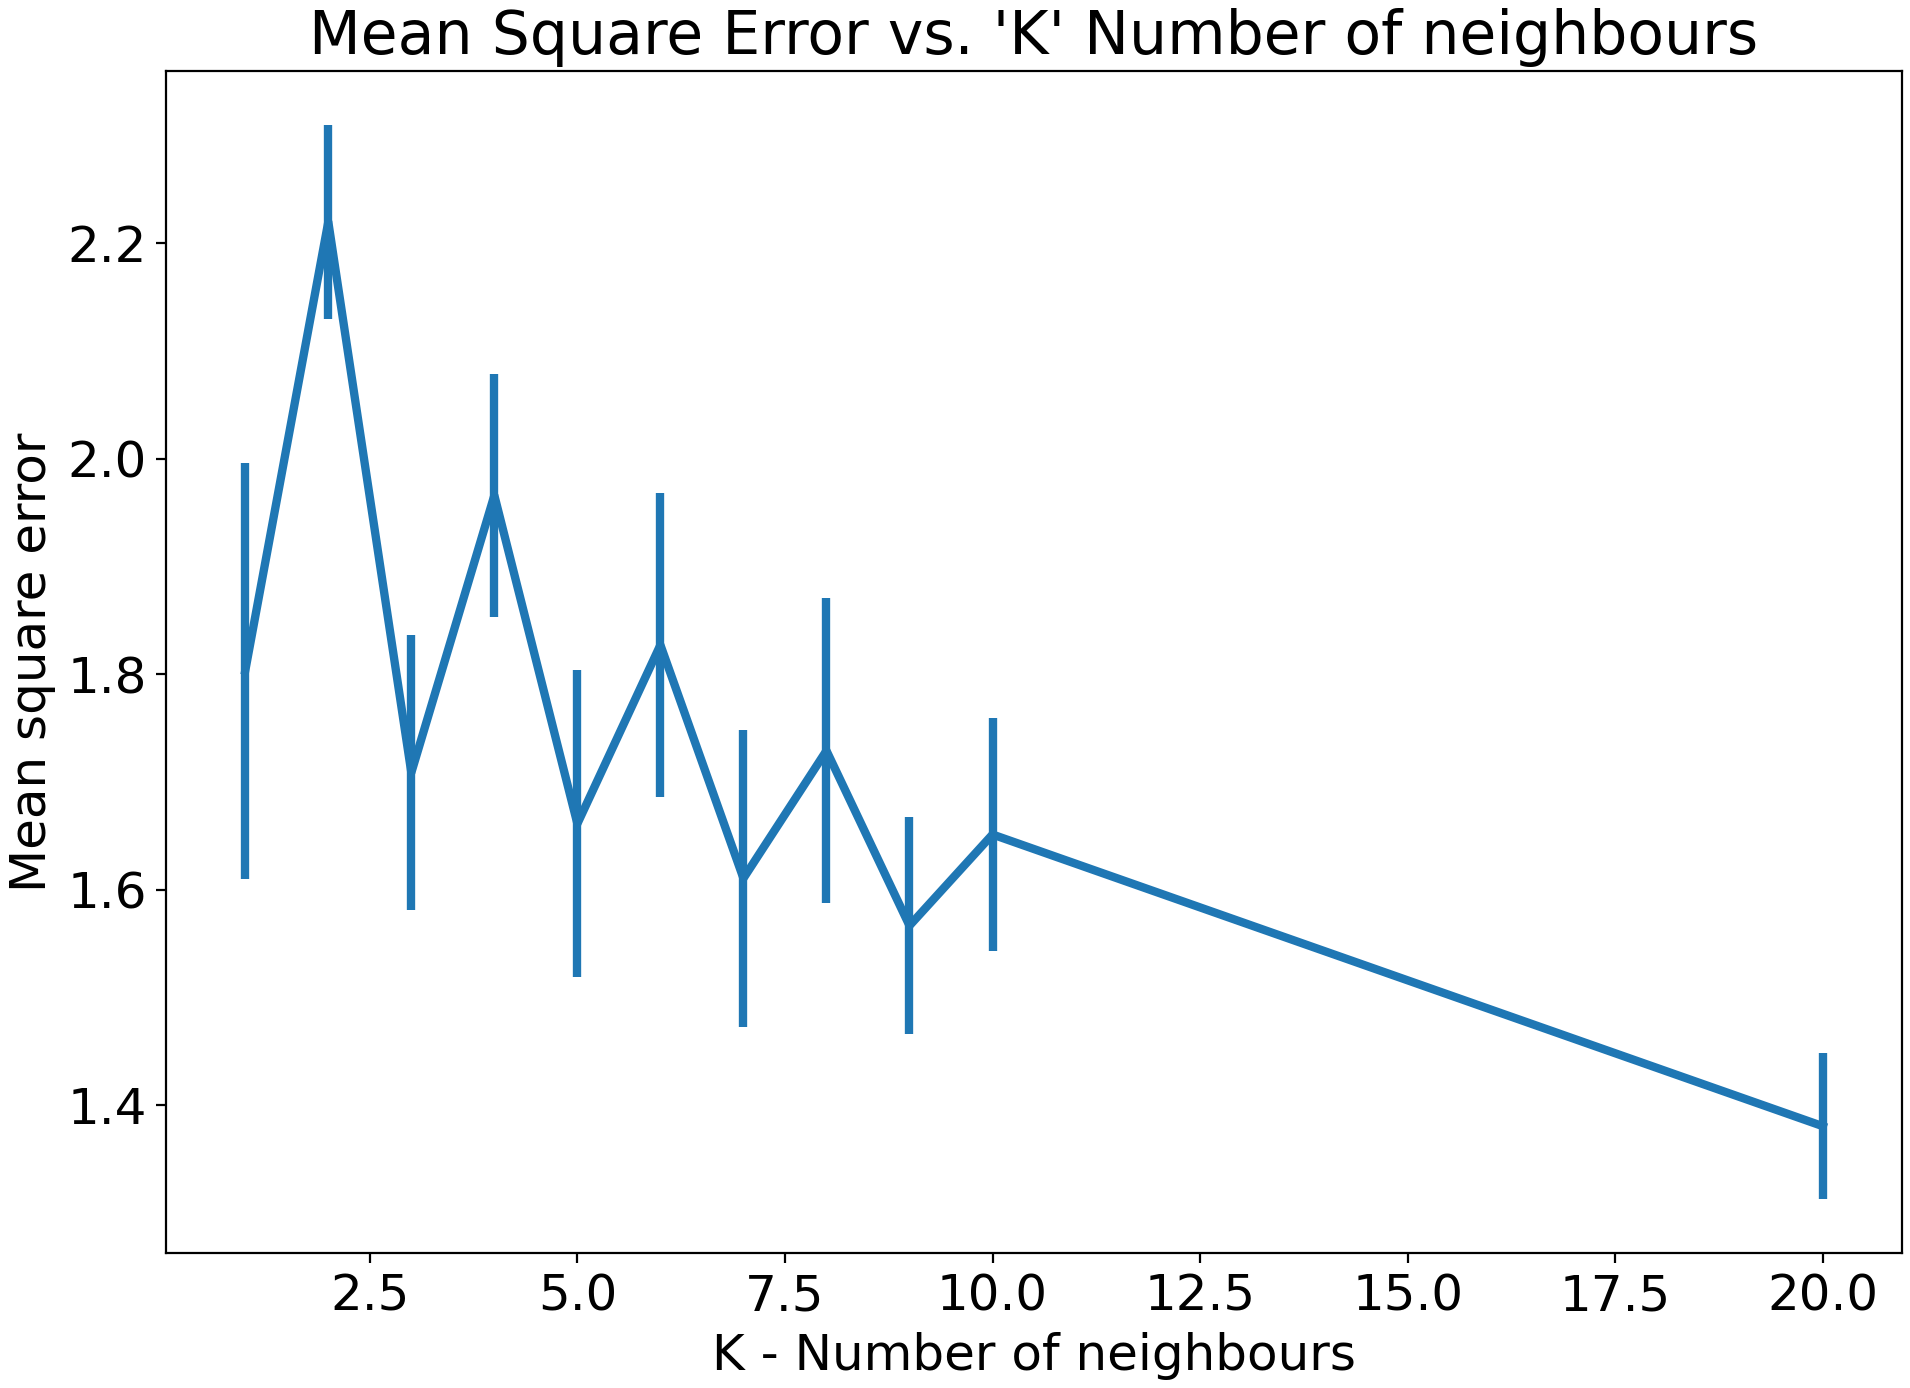 Mean Square Error vs. 'K' Number of neighbours
Mean square error
2.2
2.0
1.8
1.6
1.4
2.5 5.0 7.5 10.0 12.5 15.0 17.5 20.0
K - Number of neighbours